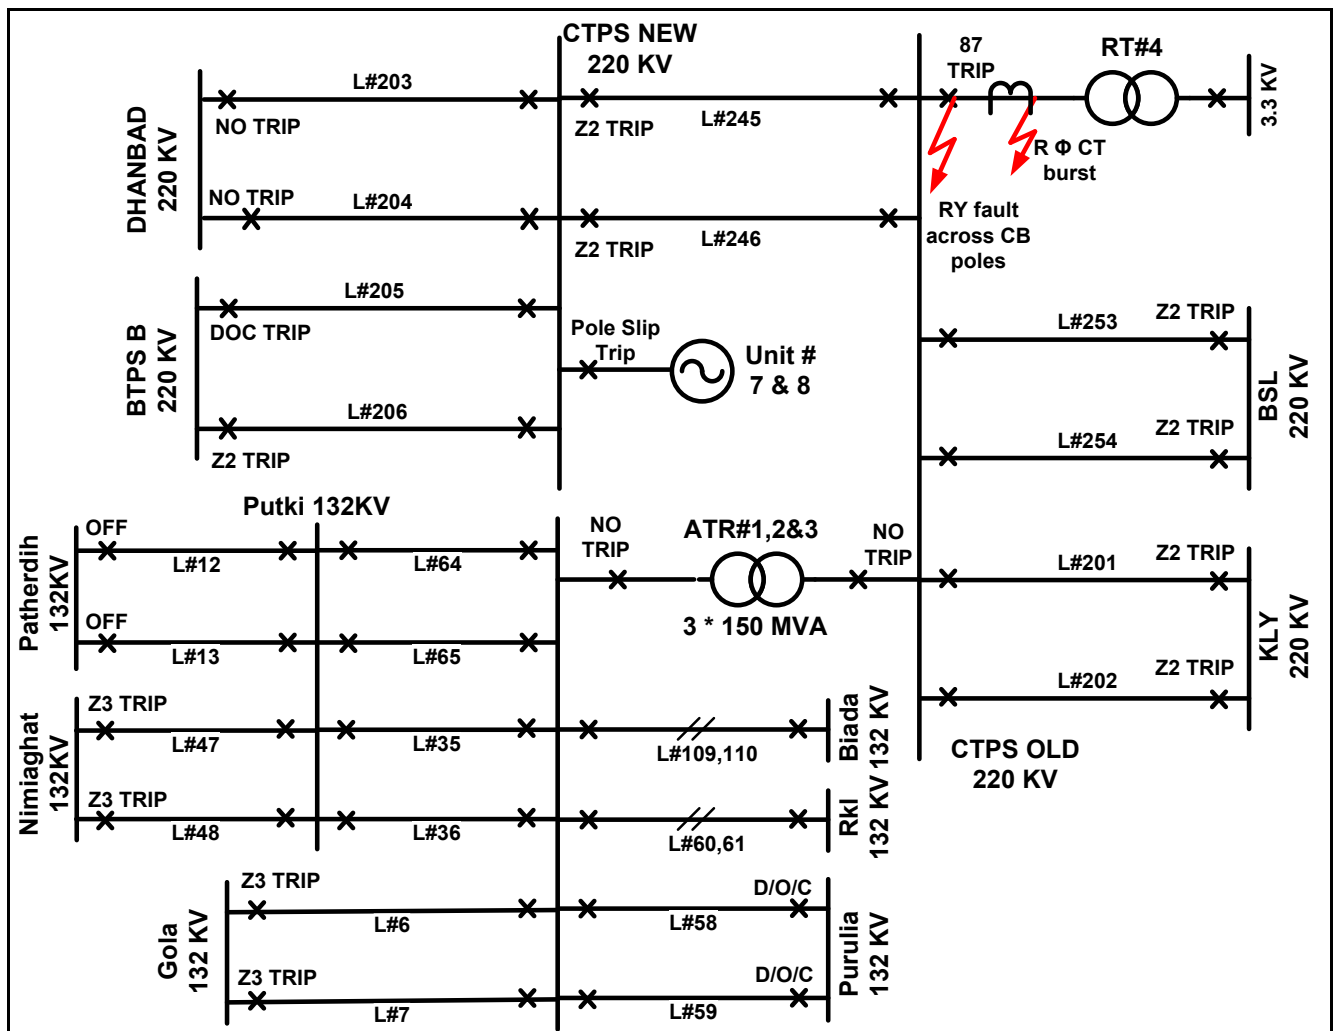 CTPS NEW
220 KV
87
TRIP
RT#4
3.3 KV
L#203
NO TRIP
Z2 TRIP
L#245
DHANBAD
220 KV
R Φ CT
burst
NO TRIP
L#204
Z2 TRIP
L#246
RY fault
across CB
poles
L#205
DOC TRIP
BTPS B
220 KV
L#206
Z2 TRIP
Pole Slip
Trip
Unit #
7 & 8
L#253
Z2 TRIP
L#254
Z2 TRIP
BSL
220 KV
Putki 132KV
OFF
L#12
L#64
OFF
L#13
L#65
Patherdih
132KV
NO
TRIP
ATR#1,2&3
NO
TRIP
3 * 150 MVA
L#201
Z2 TRIP
L#202
Z2 TRIP
KLY
220 KV
CTPS OLD
220 KV
Z3 TRIP
L#47
L#35
Z3 TRIP
L#48
L#36
Nimiaghat
132KV
L#109,110
Biada
132 KV
L#60,61
Rkl
132 KV
Z3 TRIP
L#6
Z3 TRIP
L#7
Gola
132 KV
D/O/C
L#58
D/O/C
L#59
Purulia
132 KV